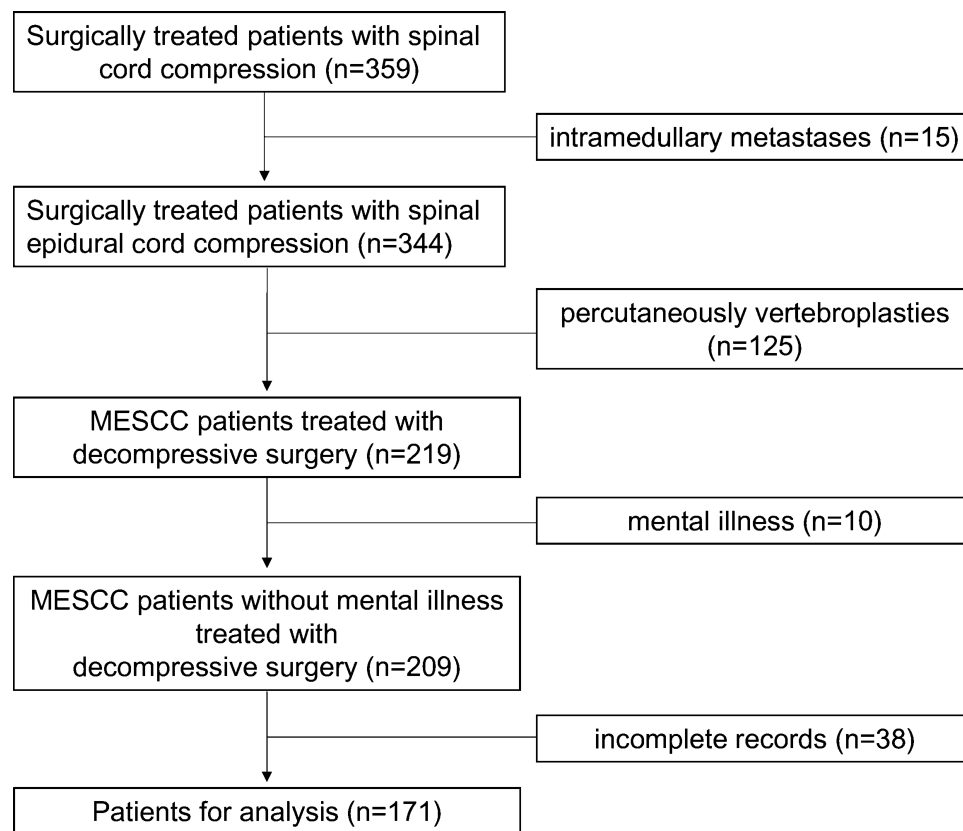 Surgically treated patients with spinal
cord compression (n=359)
intramedullary metastases (n=15)
Surgically treated patients with spinal
epidural cord compression (n=344)
percutaneously vertebroplasties
(n=125)
MESCC patients treated with
decompressive surgery (n=219)
mental illness (n=10)
MESCC patients without mental illness
treated with
decompressive surgery (n=209)
incomplete records (n=38)
Patients for analysis (n=171)